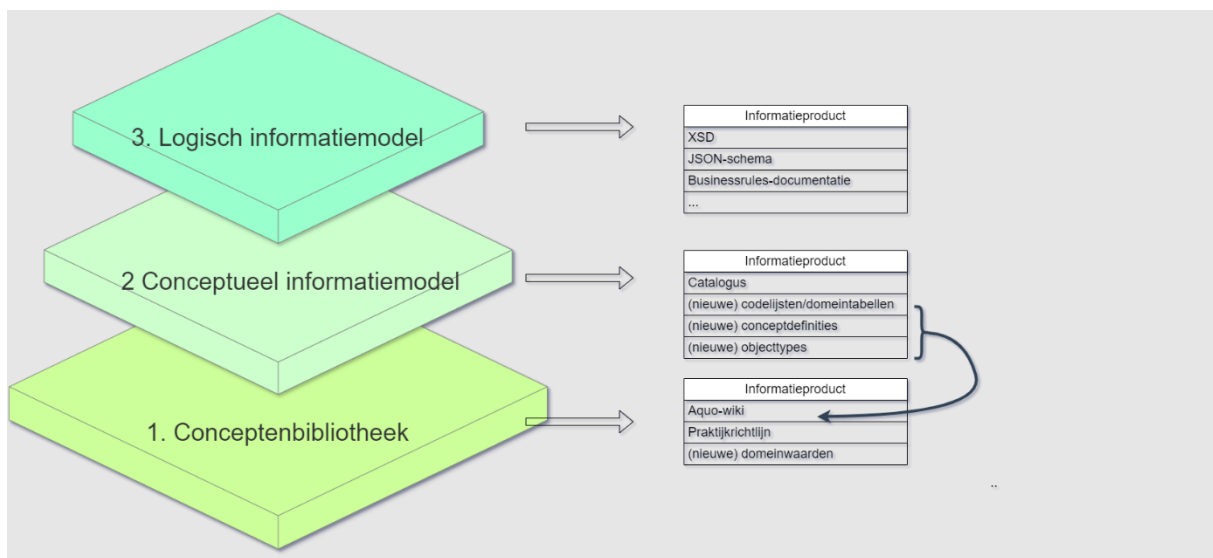 3. Logisch informatiemodel
Informatieproduct
XSD
JSON-schema
Businessrules-documentatie
...
2 Conceptueel informatiemodel
Informatieproduct
Catalogus
(nieuwe) codelijsten/domeintabellen
(nieuwe) conceptdefinities
(nieuwe) objecttypes
1. Conceptenbibliotheek
Informatieproduct
Aquo-wiki
Praktijkrichtlijn
(nieuwe) domeinwaarden
..